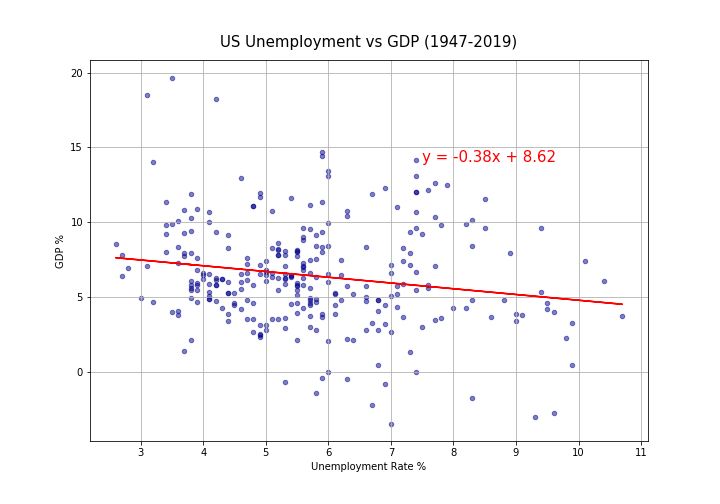 US Unemployment vs GDP (1947-2019)
20
15
10
5
0
GDP %
y = -0.38x + 8.62
3 4 5 6 7 8 9 10 11
Unemployment Rate %